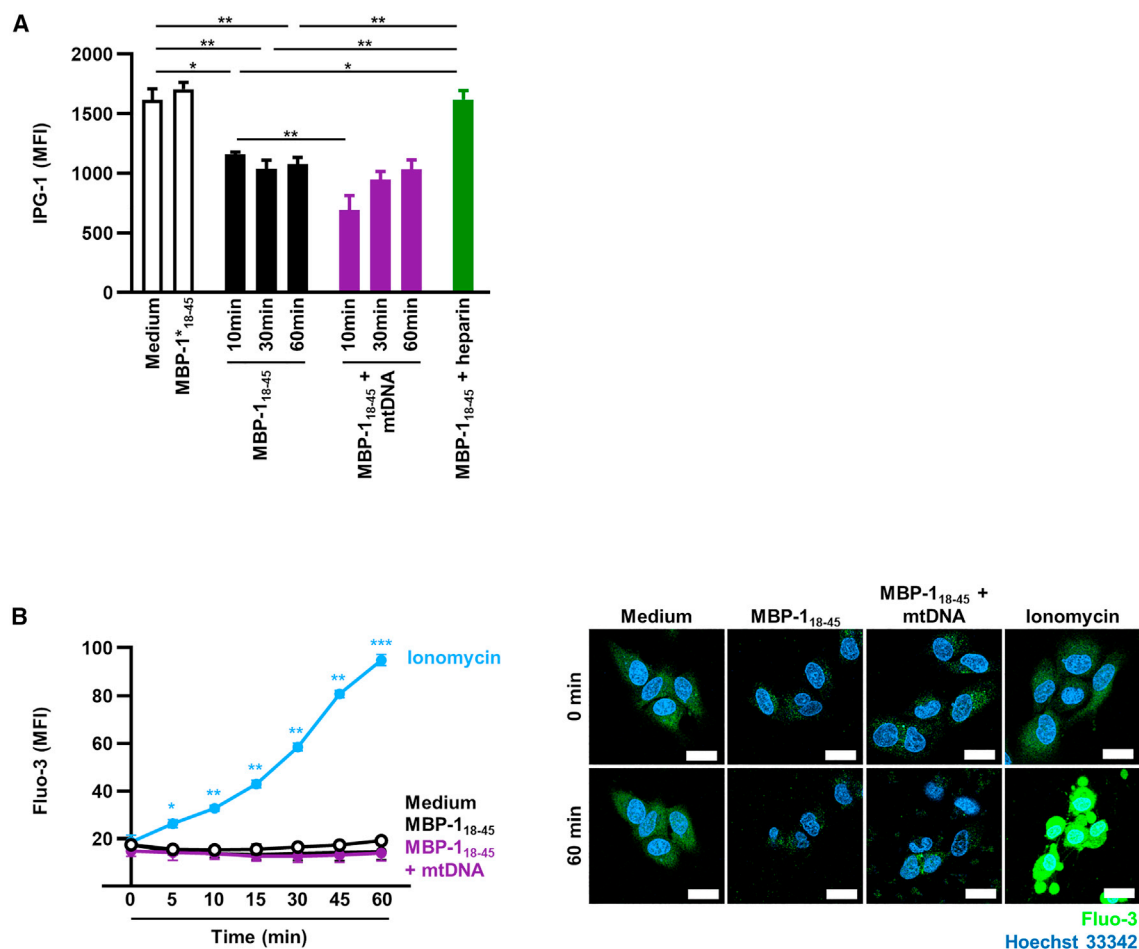 A
** **
** **
* *
**
2000
1500
1000
500
0
IPG-1 (MFI)
Medium
MBP-1*18-45
10min
30min
60min
MBP-118-45
10min
30min
60min
MBP-118-45 +
mtDNA
MBP-118-45 + heparin
B
100
80
60
40
20
Fluo-3 (MFI)
* ** ** ** ** ***
Ionomycin
Medium
MBP-118-45
MBP-118-45
+ mtDNA
0 5 10 15 30 45 60
Time (min)
Medium
MBP-118-45
MBP-118-45 +
mtDNA
Ionomycin
0 min
60 min
Fluo-3
Hoechst 33342